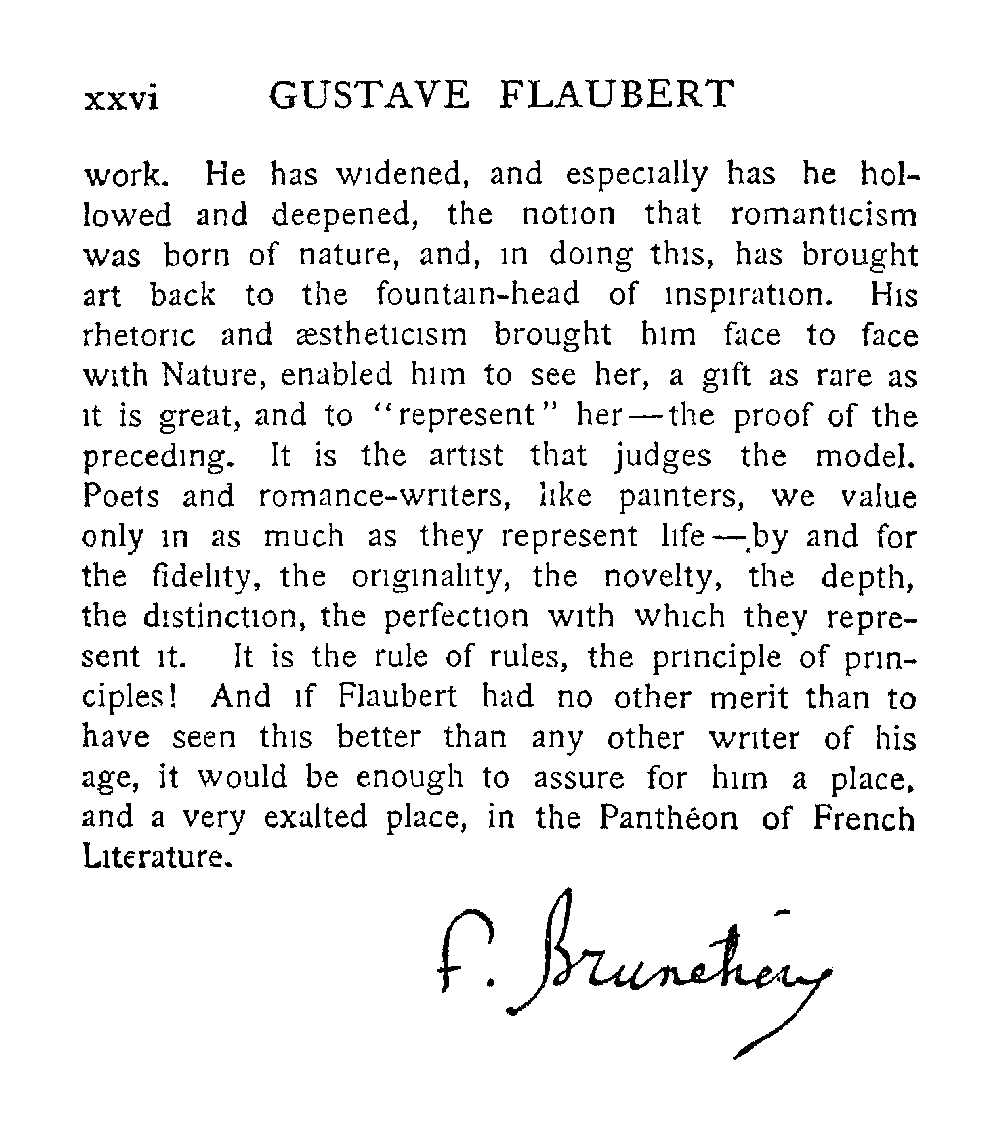 xxvi GUSTAVE FLAUBERT
work. He has widened, and especially has he hol-
lowed and deepened, the notion that romanticism
was born of nature, and, in doing this, has brought
art back to the fountain-head of inspiration. His
rhetoric and æstheticism brought him face to face
with Nature, enabled him to see her, a gift as rare as
it is great, and to “represent” her—the proof of the
preceding. It is the artist that judges the model.
Poets and romance-writers, like painters, we value
only in as much as they represent life—by and for
the fidelity, the originality, the novelty, the depth,
the distinction, the perfection with which they repre-
sent it. It is the rule of rules, the principle of prin-
ciples! And if Flaubert had no other merit than to
have seen this better than any other writer of his
age, it would be enough to assure for him a place,
and a very exalted place, in the Panthéon of French
Literature.
F. Brunetière